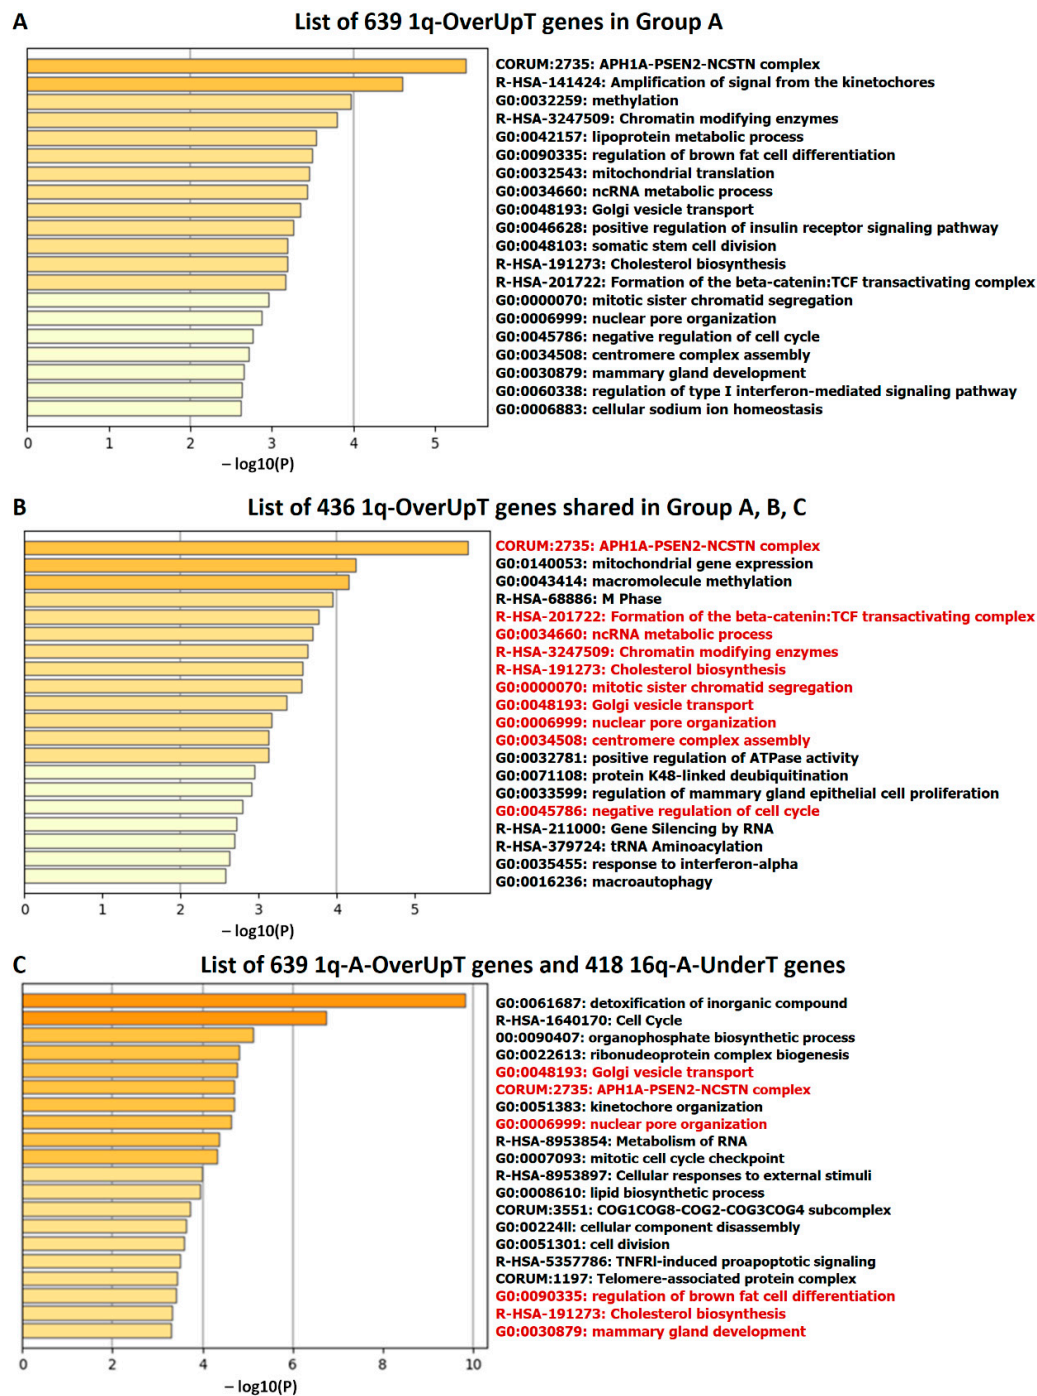 A
List of 639 1q-OverUpT genes in Group A
CORUM:2735: APH1A-PSEN2-NCSTN complex
R-HSA-141424: Amplification of signal from the kinetochores
G0:0032259: methylation
R-HSA-3247509: Chromatin modifying enzymes
G0:0042157: lipoprotein metabolic process
G0:0090335: regulation of brown fat cell differentiation
G0:0032543: mitochondrial translation
G0:0034660: ncRNA metabolic process
G0:0048193: Golgi vesicle transport
G0:0046628: positive regulation of insulin receptor signaling pathway
G0:0048103: somatic stem cell division
R-HSA-191273: Cholesterol biosynthesis
R-HSA-201722: Formation of the beta-catenin:TCF transactivating complex
G0:0000070: mitotic sister chromatid segregation
G0:0006999: nuclear pore organization
G0:0045786: negative regulation of cell cycle
G0:0034508: centromere complex assembly
G0:0030879: mammary gland development
G0:0060338: regulation of type I interferon-mediated signaling pathway
G0:0006883: cellular sodium ion homeostasis
0 1 2 3 4 5
– log10(P)
B
List of 436 1q-OverUpT genes shared in Group A, B, C
CORUM:2735: APH1A-PSEN2-NCSTN complex
G0:0140053: mitochondrial gene expression
G0:0043414: macromolecule methylation
R-HSA-68886: M Phase
R-HSA-201722: Formation of the beta-catenin:TCF transactivating complex
G0:0034660: ncRNA metabolic process
R-HSA-3247509: Chromatin modifying enzymes
R-HSA-191273: Cholesterol biosynthesis
G0:0000070: mitotic sister chromatid segregation
G0:0048193: Golgi vesicle transport
G0:0006999: nuclear pore organization
G0:0034508: centromere complex assembly
G0:0032781: positive regulation of ATPase activity
G0:0071108: protein K48-linked deubiquitination
G0:0033599: regulation of mammary gland epithelial cell proliferation
G0:0045786: negative regulation of cell cycle
R-HSA-211000: Gene Silencing by RNA
R-HSA-379724: tRNA Aminoacylation
G0:0035455: response to interferon-alpha
G0:0016236: macroautophagy
0 1 2 3 4 5
– log10(P)
C
List of 639 1q-A-OverUpT genes and 418 16q-A-UnderT genes
G0:0061687: detoxification of inorganic compound
R-HSA-1640170: Cell Cycle
00:0090407: organophosphate biosynthetic process
G0:0022613: ribonudeoprotein complex biogenesis
G0:0048193: Golgi vesicle transport
CORUM:2735: APH1A-PSEN2-NCSTN complex
G0:0051383: kinetochore organization
G0:0006999: nuclear pore organization
R-HSA-8953854: Metabolism of RNA
G0:0007093: mitotic cell cycle checkpoint
R-HSA-8953897: Cellular responses to external stimuli
G0:0008610: lipid biosynthetic process
CORUM:3551: COG1COG8-COG2-COG3COG4 subcomplex
G0:00224ll: cellular component disassembly
G0:0051301: cell division
R-HSA-5357786: TNFRl-induced proapoptotic signaling
CORUM:1197: Telomere-associated protein complex
G0:0090335: regulation of brown fat cell differentiation
R-HSA-191273: Cholesterol biosynthesis
G0:0030879: mammary gland development
0 2 4 6 8 10
– log10(P)